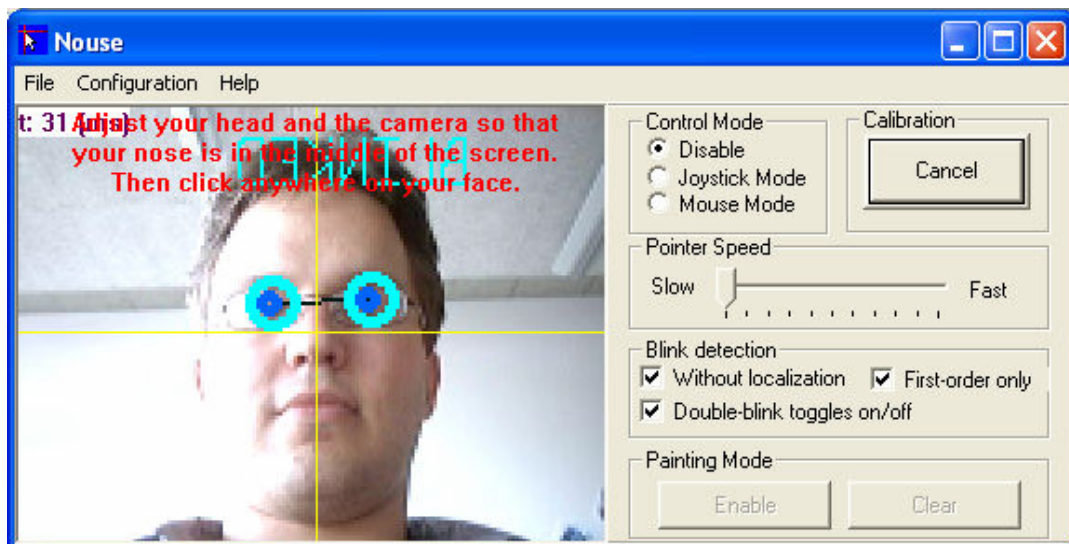 Nouse
File Configuration Help
t: 31 (ms)
Adjust your head and the camera so that
your nose is in the middle of the screen.
Then click anywhere on your face.
Control Mode
Disable
Joystick Mode
Mouse Mode
Calibration
Cancel
Pointer Speed
Slow
Fast
Blink detection
Without localization
First-order only
Double-blink toggles on/off
Painting Mode
Enable
Clear